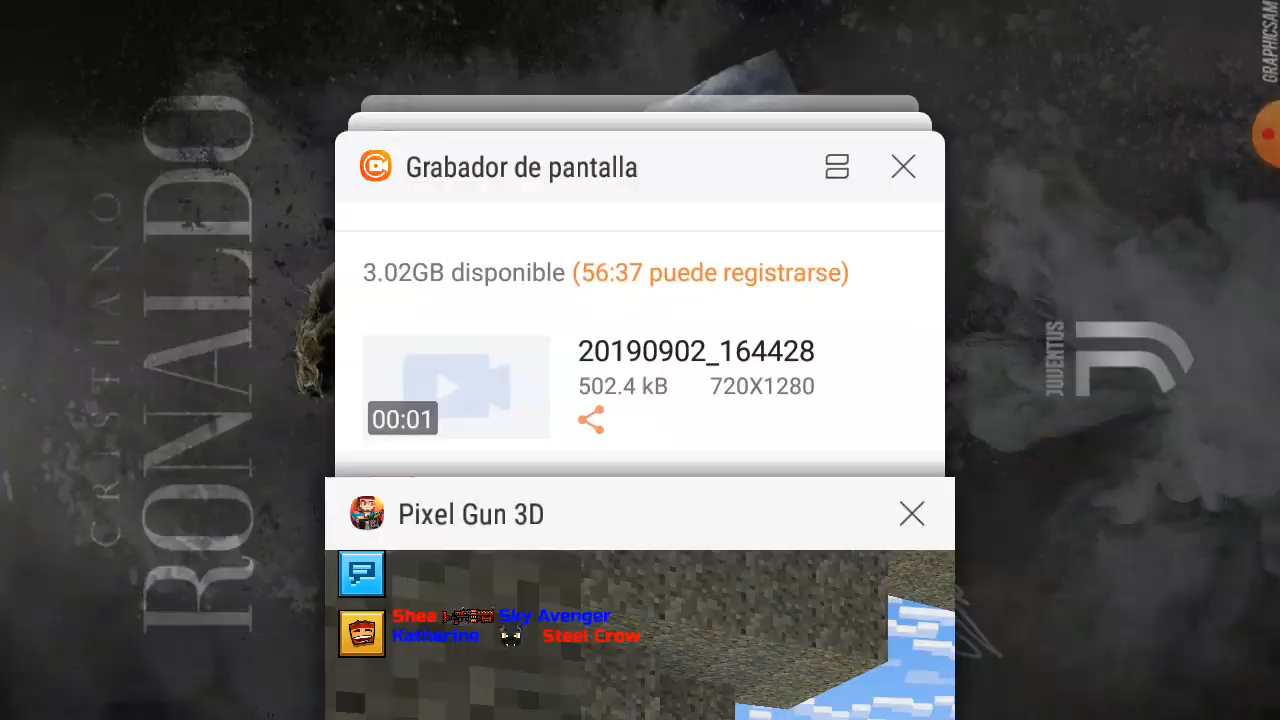 GRAPHICSAM
CRISTIANO
RONALDO
JUVENTUS
Grabador de pantalla
3.02GB disponible (56:37 puede registrarse)
20190902_164428
502.4 kB 720X1280
00:01
Pixel Gun 3D
Shea Sky Avenger
Katherine Steel Crow